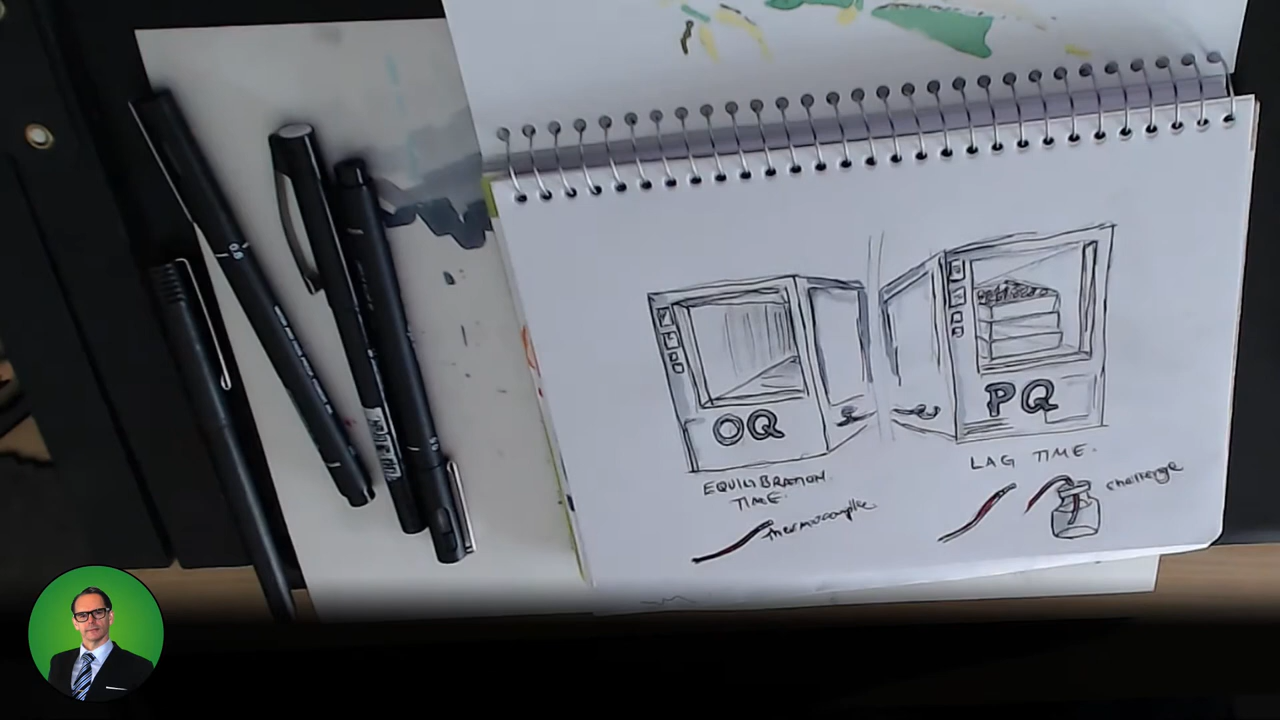 OQ
EQUILIBRATION
TIME.
thermocouple
PQ
LAG TIME.
challenge